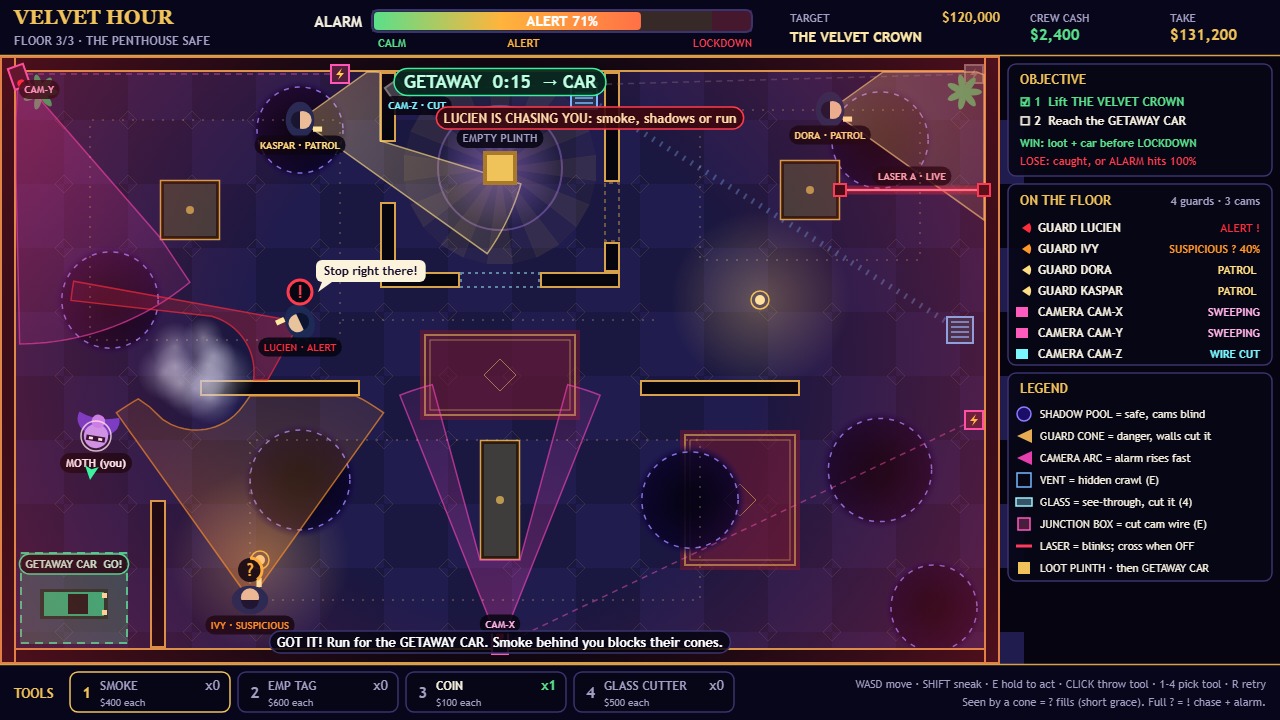 VELVET HOUR
FLOOR 3/3 · THE PENTHOUSE SAFE
ALARM
ALERT 71%
CALM
ALERT
LOCKDOWN
TARGET
$120,000
THE VELVET CROWN
CREW CASH
$2,400
TAKE
$131,200
CAM-Y
GETAWAY 0:15 → CAR
CAM-Z · CUT
LUCIEN IS CHASING YOU: smoke, shadows or run
EMPTY PLINTH
KASPAR · PATROL
DORA · PATROL
LASER A · LIVE
Stop right there!
!
LUCIEN · ALERT
MOTH (you)
GETAWAY CAR GO!
?
IVY · SUSPICIOUS
CAM-X
GOT IT! Run for the GETAWAY CAR. Smoke behind you blocks their cones.
OBJECTIVE
☑ 1 Lift THE VELVET CROWN
☐ 2 Reach the GETAWAY CAR
WIN: loot + car before LOCKDOWN
LOSE: caught, or ALARM hits 100%
ON THE FLOOR
4 guards · 3 cams
GUARD LUCIEN ALERT !
GUARD IVY SUSPICIOUS ? 40%
GUARD DORA PATROL
GUARD KASPAR PATROL
CAMERA CAM-X SWEEPING
CAMERA CAM-Y SWEEPING
CAMERA CAM-Z WIRE CUT
LEGEND
SHADOW POOL = safe, cams blind
GUARD CONE = danger, walls cut it
CAMERA ARC = alarm rises fast
VENT = hidden crawl (E)
GLASS = see-through, cut it (4)
JUNCTION BOX = cut cam wire (E)
LASER = blinks; cross when OFF
LOOT PLINTH · then GETAWAY CAR
TOOLS
1 SMOKE x0
$400 each
2 EMP TAG x0
$600 each
3 COIN x1
$100 each
4 GLASS CUTTER x0
$500 each
WASD move · SHIFT sneak · E hold to act · CLICK throw tool · 1-4 pick tool · R retry
Seen by a cone = ? fills (short grace). Full ? = ! chase + alarm.